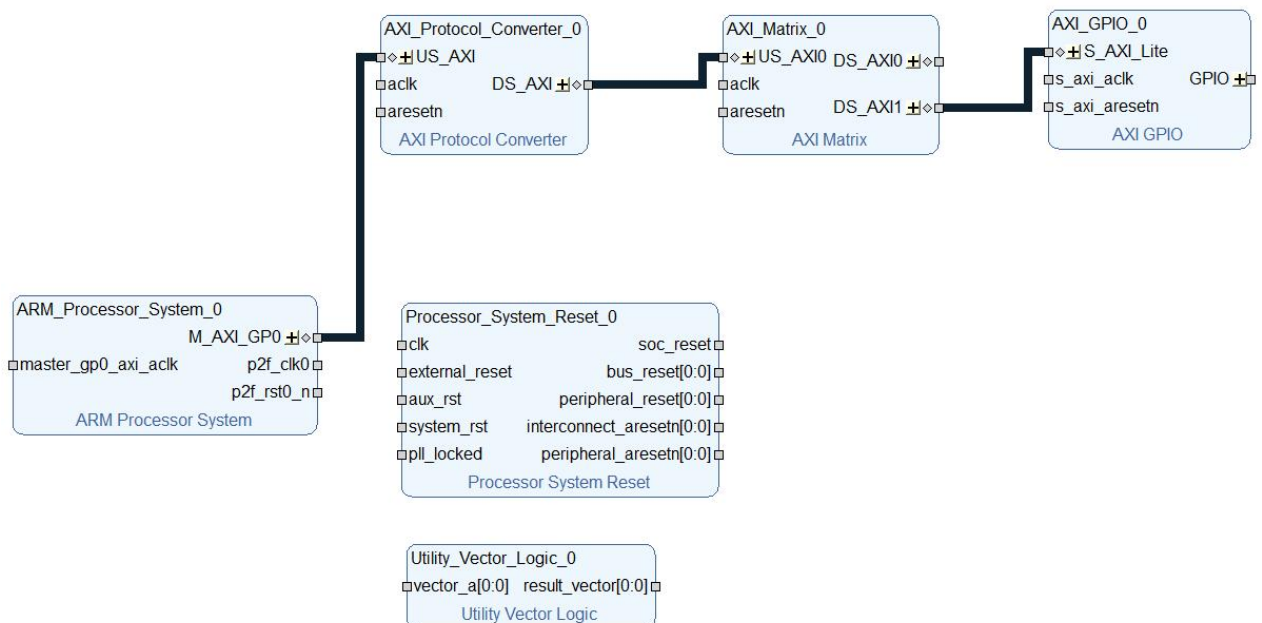 AXI_Protocol_Converter_0
US_AXI
aclk DS_AXI
aresetn
AXI Protocol Converter
AXI_Matrix_0
US_AXI0 DS_AXI0
aclk
aresetn DS_AXI1
AXI Matrix
AXI_GPIO_0
S_AXI_Lite
s_axi_aclk GPIO
s_axi_aresetn
AXI GPIO
ARM_Processor_System_0
M_AXI_GP0
master_gp0_axi_aclk p2f_clk0
p2f_rst0_n
ARM Processor System
Processor_System_Reset_0
clk soc_reset
external_reset bus_reset[0:0]
aux_rst peripheral_reset[0:0]
system_rst interconnect_aresetn[0:0]
pll_locked peripheral_aresetn[0:0]
Processor System Reset
Utility_Vector_Logic_0
vector_a[0:0] result_vector[0:0]
Utility Vector Logic